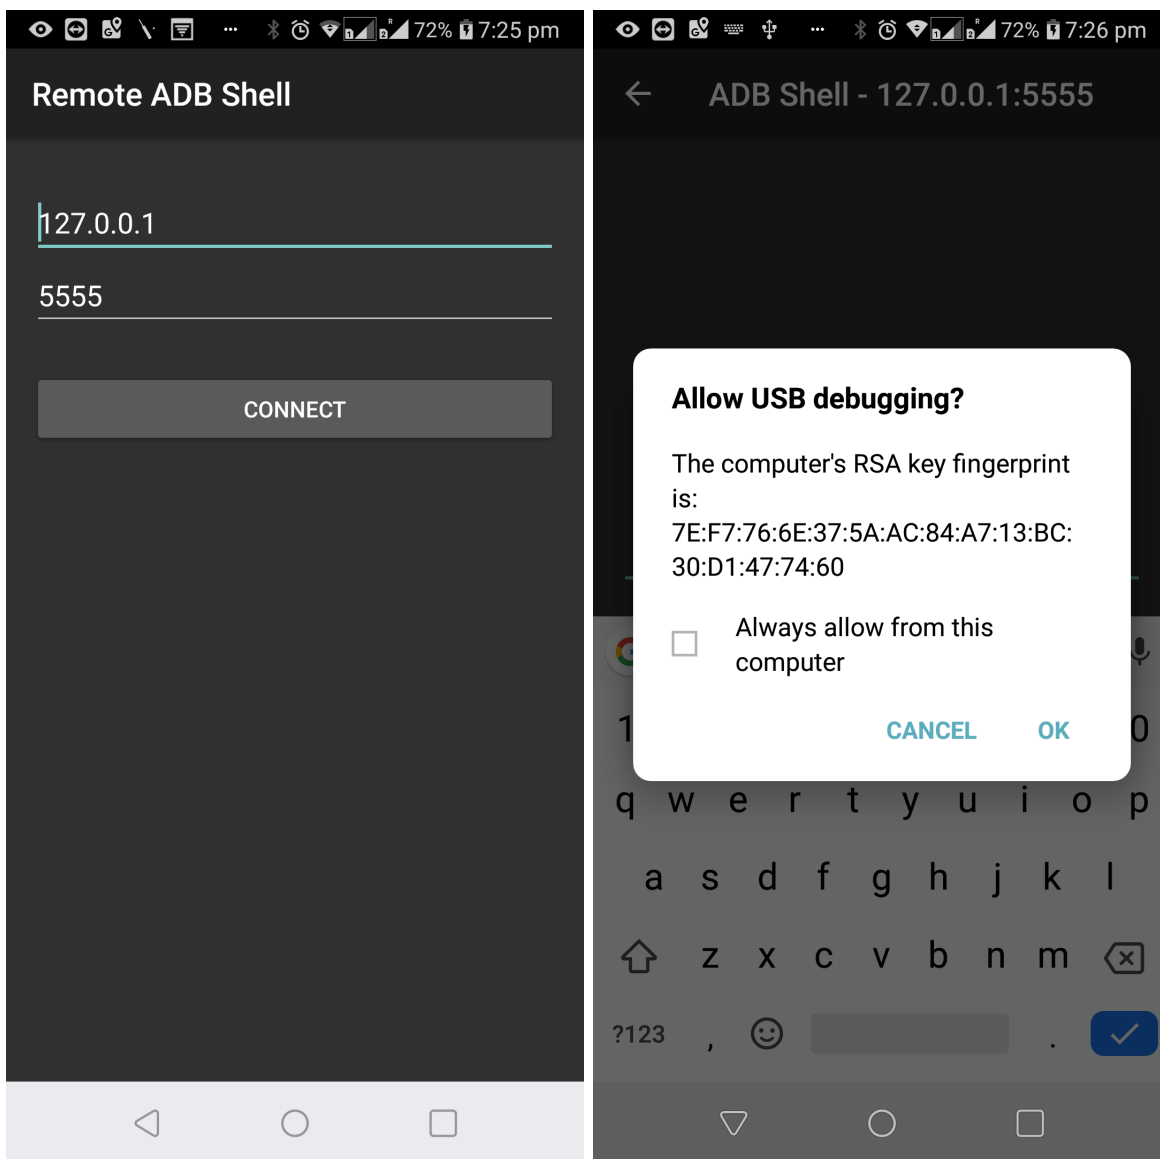 72% 7:25 pm
Remote ADB Shell
127.0.0.1
5555
CONNECT
72% 7:26 pm
ADB Shell - 127.0.0.1:5555
Allow USB debugging?
The computer's RSA key fingerprint
is:
7E:F7:76:6E:37:5A:AC:84:A7:13:BC:
30:D1:47:74:60
Always allow from this
computer
CANCEL OK
1 0
q w e r t y u i o p
a s d f g h j k l
z x c v b n m
?123 , .